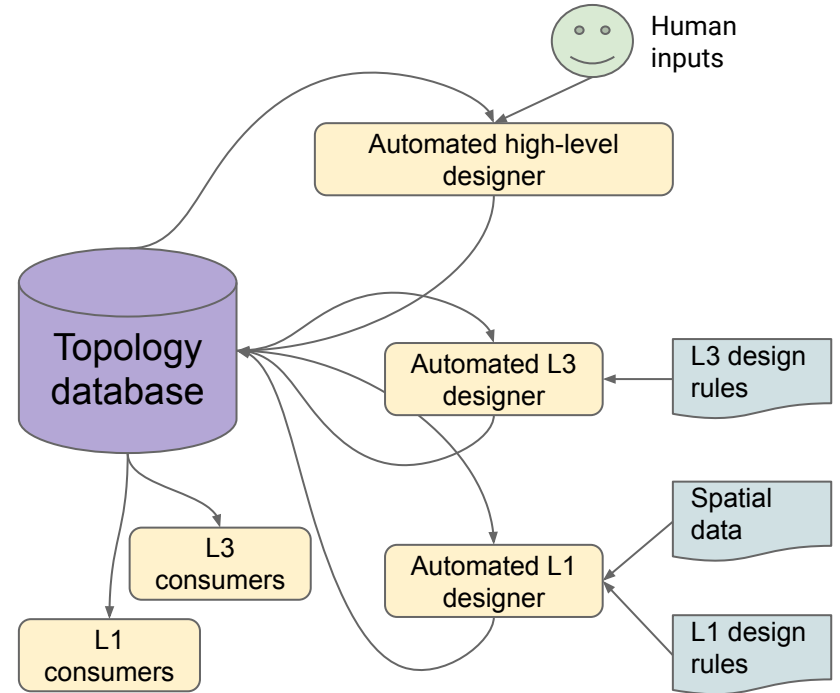 Human
inputs
Automated high-level
designer
Topology
database
Automated L3
designer
L3 design
rules
Spatial
data
L3
consumers
Automated L1
designer
L1 design
rules
L1
consumers